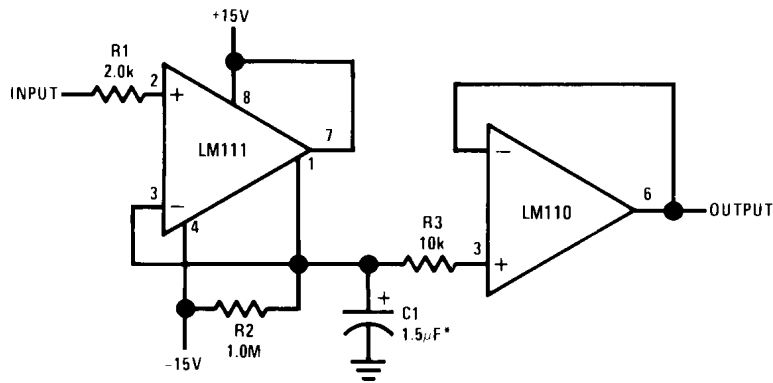 +15V
R1
2.0k
INPUT
2
+
8
7
LM111
1
3
−
4
−
LM110
6
OUTPUT
R3
10k
3
+
+
C1
1.5μF*
R2
1.0M
−15V